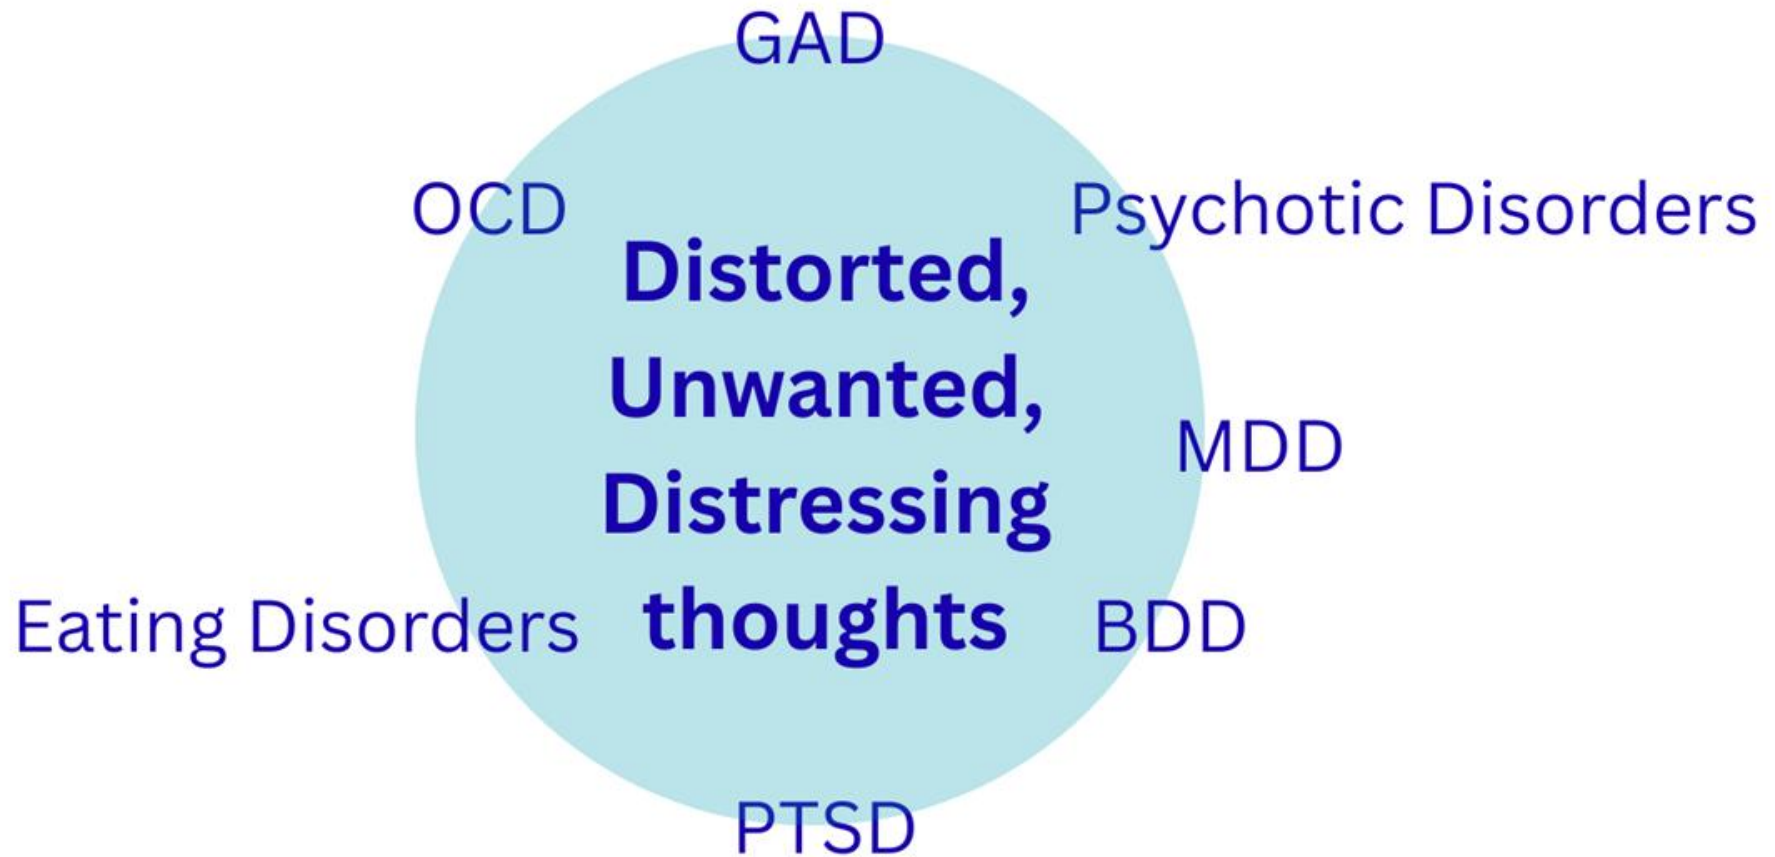 GAD
OCD
Psychotic Disorders
Distorted,
Unwanted,
Distressing
thoughts
MDD
Eating Disorders
BDD
PTSD